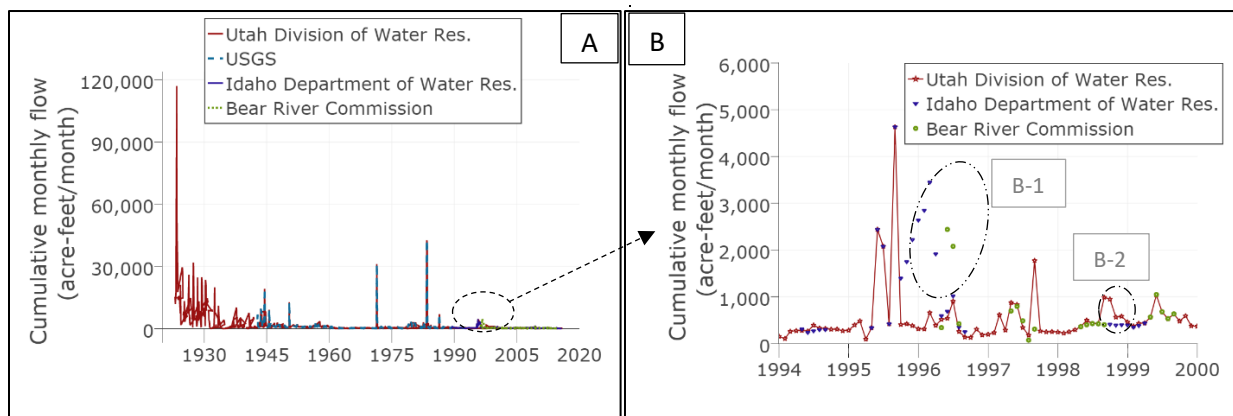 A
Utah Division of Water Res.
USGS
Idaho Department of Water Res.
Bear River Commission
Cumulative monthly flow
(acre-feet/month)
120,000
90,000
60,000
30,000
0
1930
1945
1960
1975
1990
2005
2020
B
Utah Division of Water Res.
Idaho Department of Water Res.
Bear River Commission
Cumulative monthly flow
(acre-feet/month)
6,000
5,000
4,000
3,000
2,000
1,000
0
B-1
B-2
1994
1995
1996
1997
1998
1999
2000